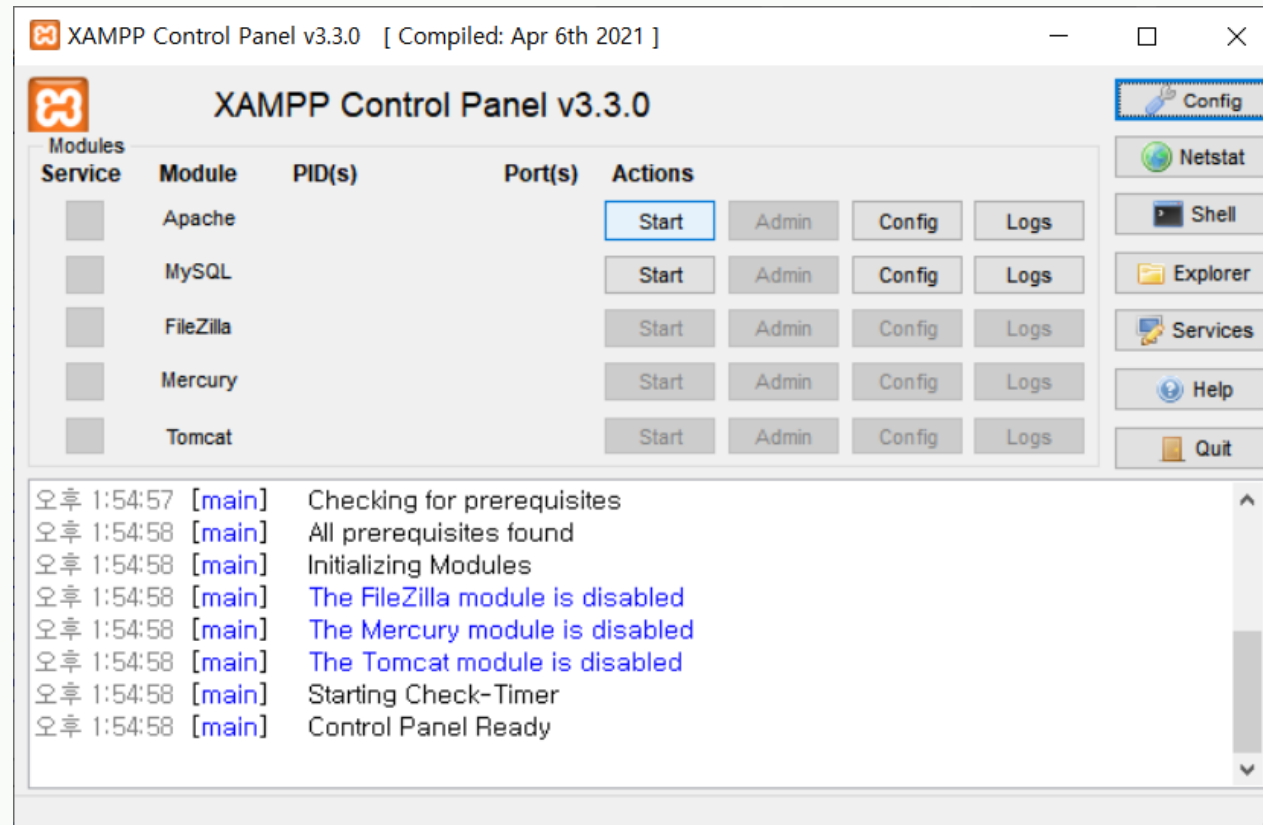 XAMPP Control Panel v3.3.0 [ Compiled: Apr 6th 2021 ]
XAMPP Control Panel v3.3.0
Config
Modules
Service Module PID(s) Port(s) Actions
Netstat
Apache Start Admin Config Logs
Shell
MySQL Start Admin Config Logs
Explorer
FileZilla Start Admin Config Logs
Services
Mercury Start Admin Config Logs
Help
Tomcat Start Admin Config Logs
Quit
오후 1:54:57 [main] Checking for prerequisites
오후 1:54:58 [main] All prerequisites found
오후 1:54:58 [main] Initializing Modules
오후 1:54:58 [main] The FileZilla module is disabled
오후 1:54:58 [main] The Mercury module is disabled
오후 1:54:58 [main] The Tomcat module is disabled
오후 1:54:58 [main] Starting Check-Timer
오후 1:54:58 [main] Control Panel Ready